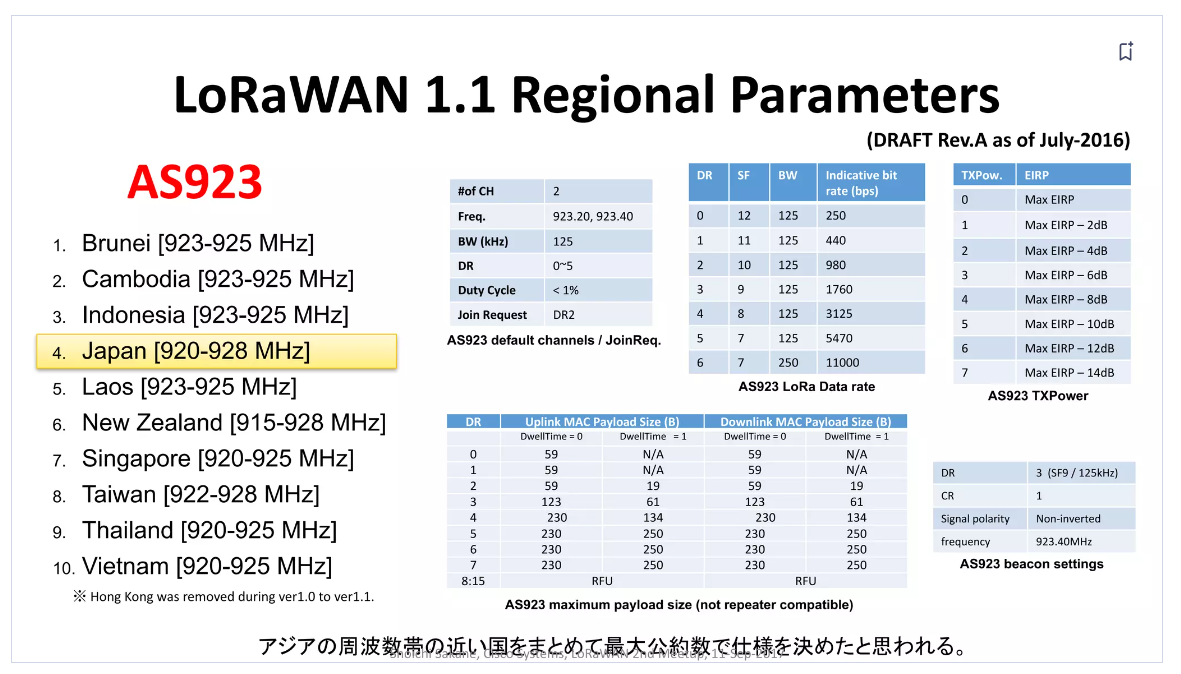 LoRaWAN 1.1 Regional Parameters
(DRAFT Rev.A as of July-2016)
AS923
1. Brunei [923-925 MHz]
2. Cambodia [923-925 MHz]
3. Indonesia [923-925 MHz]
4. Japan [920-928 MHz]
5. Laos [923-925 MHz]
6. New Zealand [915-928 MHz]
7. Singapore [920-925 MHz]
8. Taiwan [922-928 MHz]
9. Thailand [920-925 MHz]
10. Vietnam [920-925 MHz]
※ Hong Kong was removed during ver1.0 to ver1.1.
#of CH 2
Freq. 923.20, 923.40
BW (kHz) 125
DR 0~5
Duty Cycle < 1%
Join Request DR2
AS923 default channels / JoinReq.
DR SF BW Indicative bit
rate (bps)
0 12 125 250
1 11 125 440
2 10 125 980
3 9 125 1760
4 8 125 3125
5 7 125 5470
6 7 250 11000
AS923 LoRa Data rate
TXPow. EIRP
0 Max EIRP
1 Max EIRP – 2dB
2 Max EIRP – 4dB
3 Max EIRP – 6dB
4 Max EIRP – 8dB
5 Max EIRP – 10dB
6 Max EIRP – 12dB
7 Max EIRP – 14dB
AS923 TXPower
DR Uplink MAC Payload Size (B) Downlink MAC Payload Size (B)
DwellTime = 0 DwellTime = 1 DwellTime = 0 DwellTime = 1
0 59 N/A 59 N/A
1 59 N/A 59 N/A
2 59 19 59 19
3 123 61 123 61
4 230 134 230 134
5 230 250 230 250
6 230 250 230 250
7 230 250 230 250
8:15 RFU RFU
AS923 maximum payload size (not repeater compatible)
DR 3 (SF9 / 125kHz)
CR 1
Signal polarity Non-inverted
frequency 923.40MHz
AS923 beacon settings
アジアの周波数帯の近い国をまとめて最大公約数で仕様を決めたと思われる。
Shoichi Sakane, Cisco Systems, LoRaWAN 2nd Meetup, 11-Sep-2017